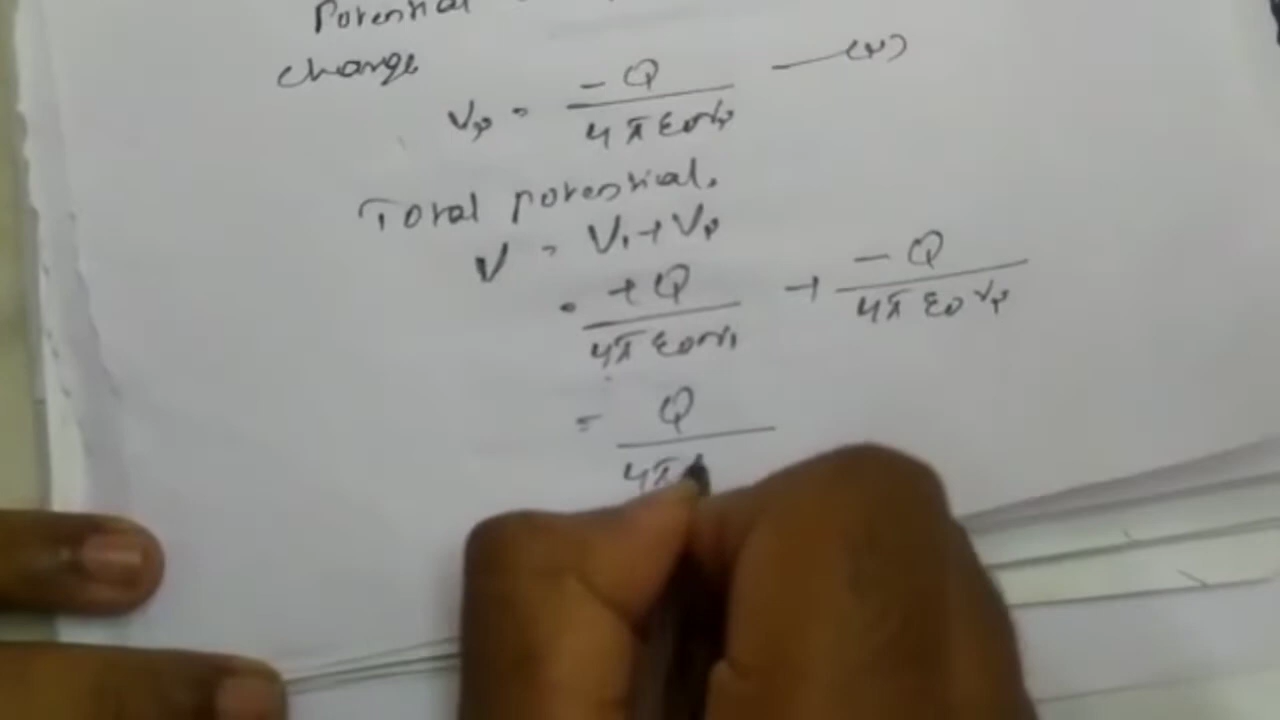 Potential
charge
V₂ = -Q / 4πε₀r₂ —(2)
Total potential.
V = V₁ + V₂
= +Q / 4πε₀r₁ + -Q / 4πε₀r₂
= Q / 4π